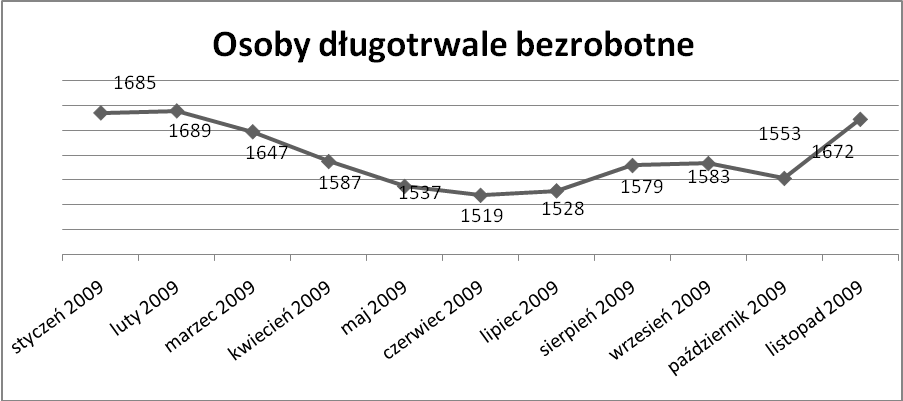 Osoby długotrwale bezrobotne
1685
1689
1647
1587
1537
1519
1528
1579
1583
1553
1672
styczeń 2009
luty 2009
marzec 2009
kwiecień 2009
maj 2009
czerwiec 2009
lipiec 2009
sierpień 2009
wrzesień 2009
październik 2009
listopad 2009